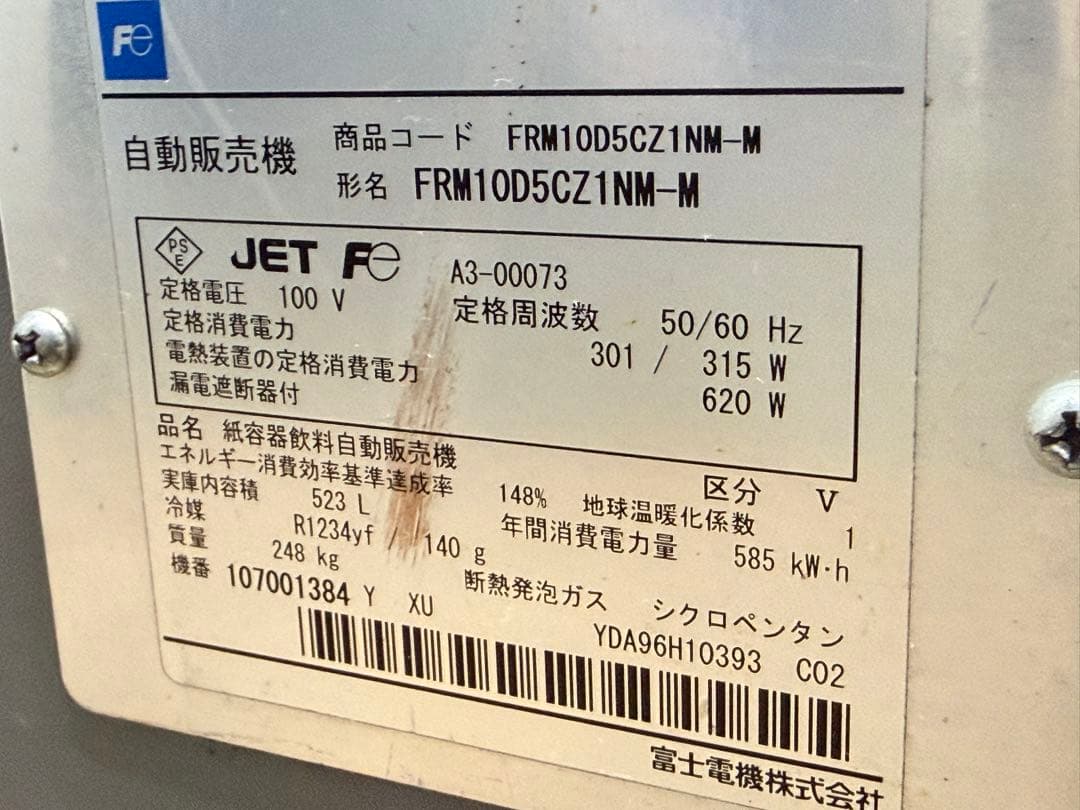 Fe
自動販売機
商品コード FRM10D5CZ1NM-M
形名 FRM10D5CZ1NM-M
PS E JET Fe A3-00073
定格電圧 100 V 定格周波数 50/60 Hz
定格消費電力 301 / 315 W
電熱装置の定格消費電力 620 W
漏電遮断器付
品名 紙容器飲料自動販売機 区分 V
エネルギー消費効率基準達成率 148% 地球温暖化係数 1
実庫内容積 523 L 年間消費電力量 585 kW·h
冷媒 R1234yf / 140 g
質量 248 kg 断熱発泡ガス シクロペンタン
機番 107001384 Y XU YDA96H10393 CO2
富士電機株式会社